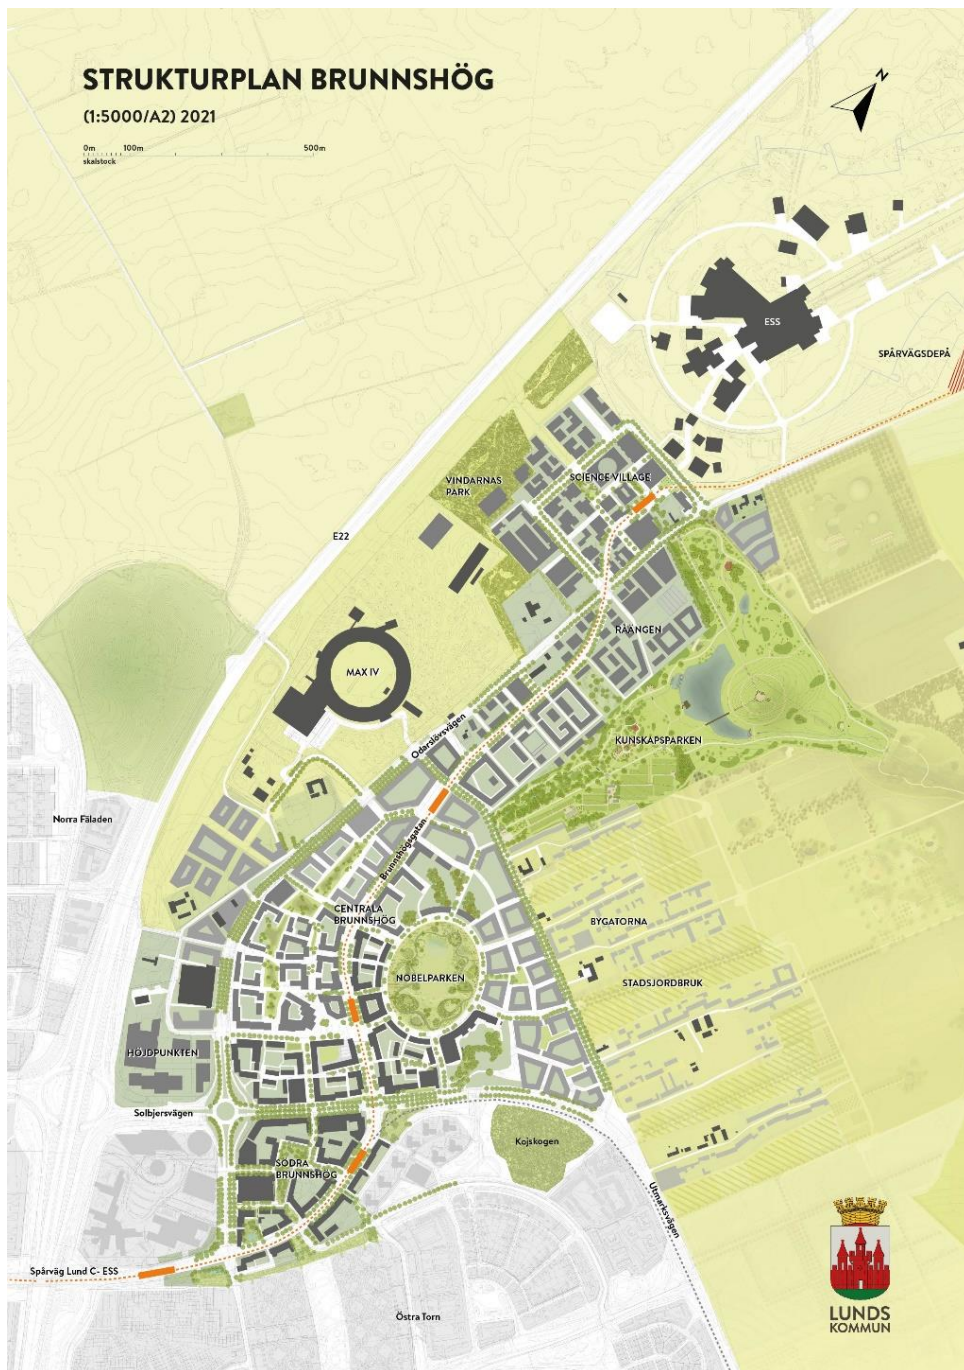 STRUKTURPLAN BRUNNSHÖG
(1:5000/A2) 2021
0m 100m 500m
skalstock
N
ESS
SPÅRVÄGSDEPÅ
SCIENCE VILLAGE
VINDARNAS
PARK
E22
RÅÄNGEN
MAX IV
Odarslövsvägen
KUNSKAPSPARKEN
Norra Fäladen
Brunnshögsgatan
CENTRALA
BRUNNSHÖG
BYGATORNA
NOBELPARKEN
STADSJORDBRUK
HÖJDPUNKTEN
Solbjersvägen
Kojskogen
SÖDRA
BRUNNSHÖG
Utmarksvägen
Spårväg Lund C- ESS
Östra Torn
LUNDS
KOMMUN